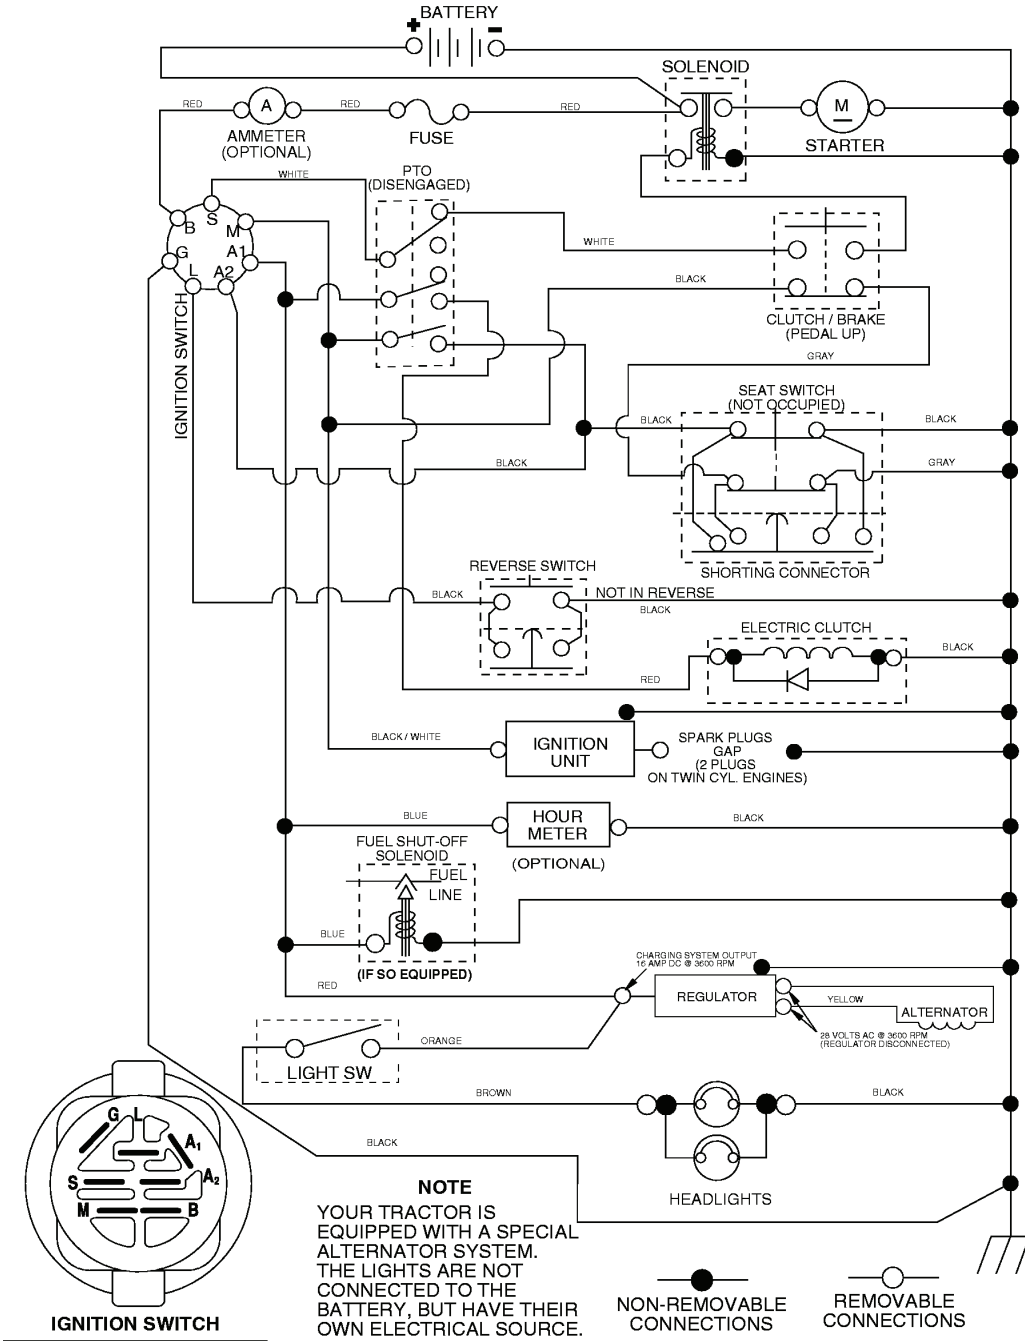 BATTERY
+ −
SOLENOID
RED
A
RED
RED
M
AMMETER
(OPTIONAL)
FUSE
STARTER
WHITE
PTO
(DISENGAGED)
B
S
M
G
A1
L
A2
IGNITION SWITCH
WHITE
BLACK
CLUTCH / BRAKE
(PEDAL UP)
GRAY
SEAT SWITCH
(NOT OCCUPIED)
BLACK
BLACK
BLACK
GRAY
SHORTING CONNECTOR
REVERSE SWITCH
BLACK
NOT IN REVERSE
BLACK
ELECTRIC CLUTCH
BLACK
RED
BLACK / WHITE
IGNITION
UNIT
SPARK PLUGS
GAP
(2 PLUGS
ON TWIN CYL. ENGINES)
BLUE
HOUR
METER
BLACK
(OPTIONAL)
FUEL SHUT-OFF
SOLENOID
FUEL
LINE
BLUE
(IF SO EQUIPPED)
CHARGING SYSTEM OUTPUT
16 AMP DC @ 3600 RPM
RED
REGULATOR
YELLOW
ALTERNATOR
28 VOLTS AC @ 3600 RPM
(REGULATOR DISCONNECTED)
ORANGE
LIGHT SW
BROWN
BLACK
HEADLIGHTS
BLACK
G L
A1
S
A2
M
B
IGNITION SWITCH
NOTE
YOUR TRACTOR IS
EQUIPPED WITH A SPECIAL
ALTERNATOR SYSTEM.
THE LIGHTS ARE NOT
CONNECTED TO THE
BATTERY, BUT HAVE THEIR
OWN ELECTRICAL SOURCE.
NON-REMOVABLE
CONNECTIONS
REMOVABLE
CONNECTIONS